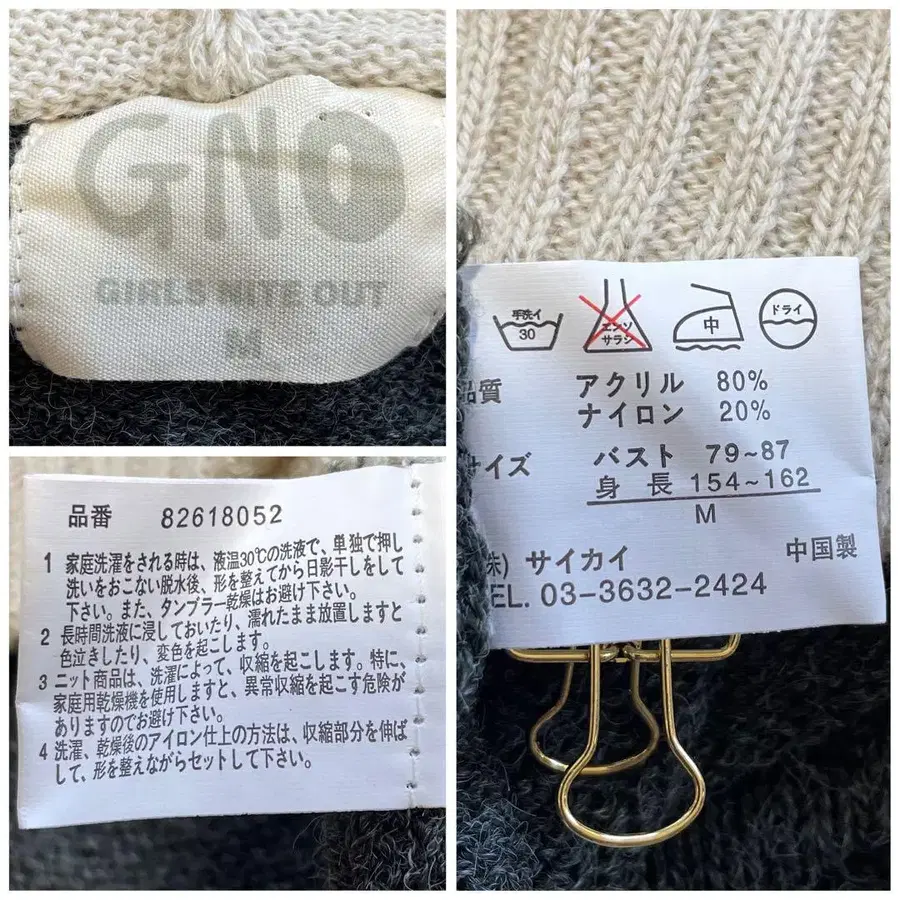 GNO
GIRLS NITE OUT
M
手洗イ
30
エンソ
サラシ
中
ドライ
品質 アクリル 80%
ナイロン 20%
サイズ バスト 79~87
身長 154~162
M
株) サイカイ 中国製
TEL. 03-3632-2424
品番 82618052
1 家庭洗濯をされる時は、液温30℃の洗液で、単独で押し
洗いをおこない脱水後、形を整えてから日影干しをして
下さい。また、タンブラー乾燥はお避け下さい。
2 長時間洗液に浸しておいたり、濡れたまま放置しますと
色泣きしたり、変色を起こします。
3 ニット商品は、洗濯によって、収縮を起こします。特に、
家庭用乾燥機を使用しますと、異常収縮を起こす危険が
ありますのでお避け下さい。
4 洗濯、乾燥後のアイロン仕上の方法は、収縮部分を伸ば
して、形を整えながらセットして下さい。